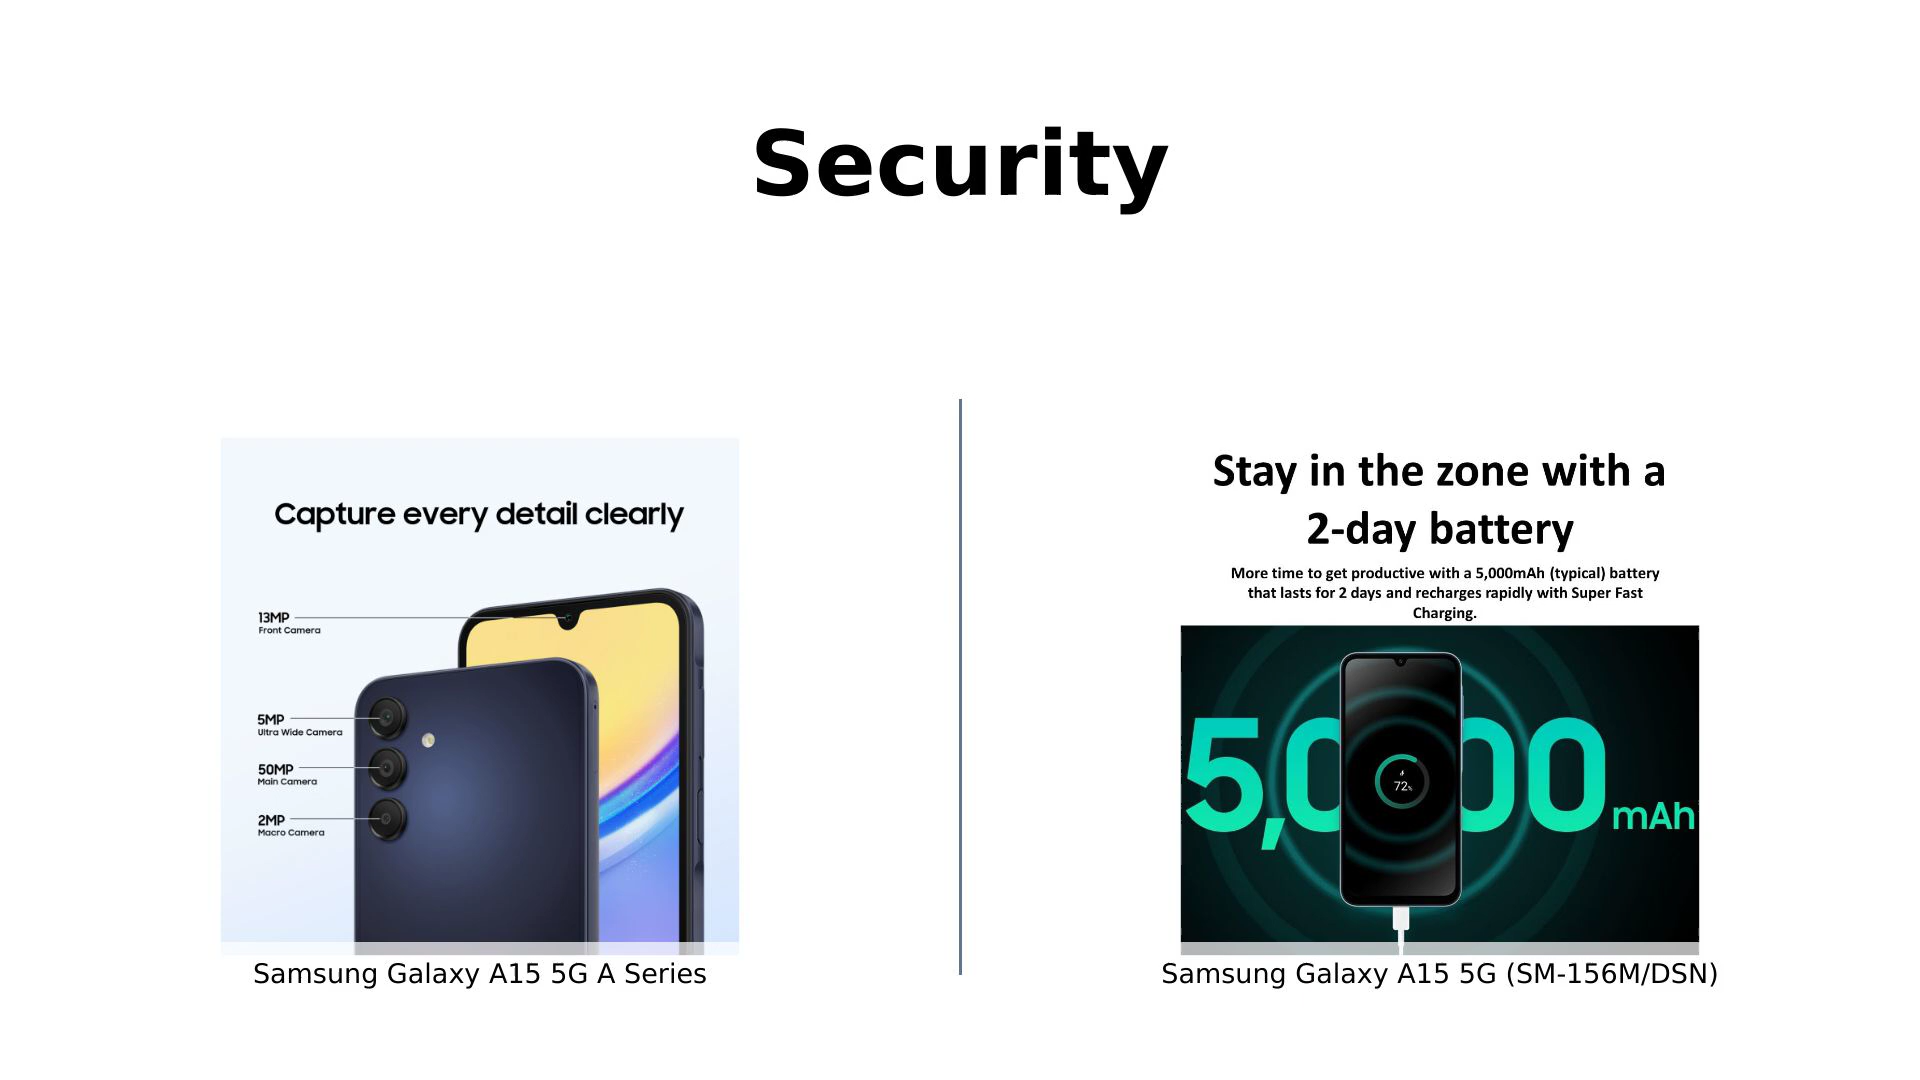 Security
Capture every detail clearly
13MP
Front Camera
5MP
Ultra Wide Camera
50MP
Main Camera
2MP
Macro Camera
Samsung Galaxy A15 5G A Series
Stay in the zone with a
2-day battery
More time to get productive with a 5,000mAh (typical) battery
that lasts for 2 days and recharges rapidly with Super Fast
Charging.
5,000mAh
72%
Samsung Galaxy A15 5G (SM-156M/DSN)